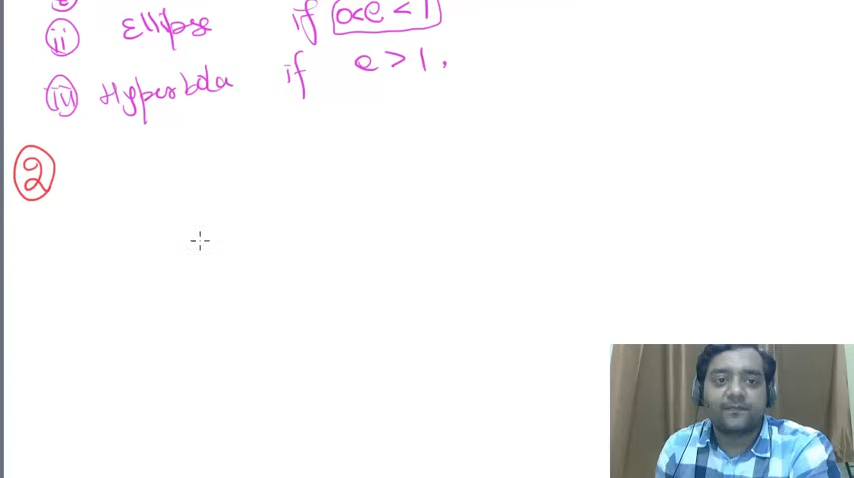 ii Ellipse if 0<e<1
iii Hyperbola if e>1,
2